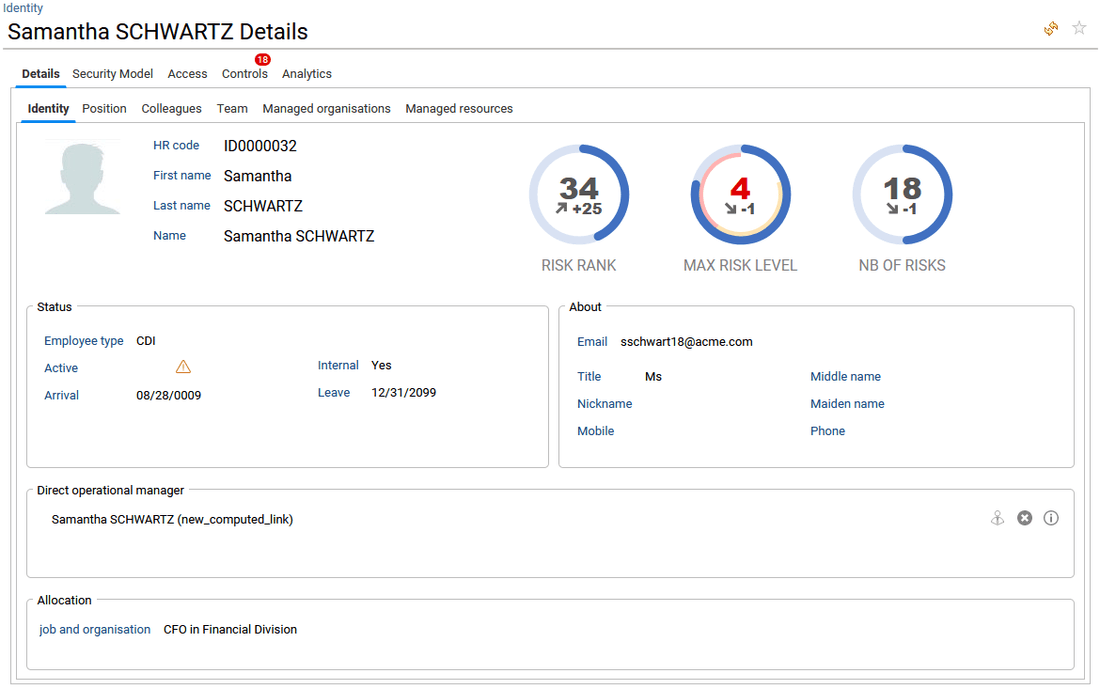 Identity
Samantha SCHWARTZ Details
18
Details Security Model Access Controls Analytics
Identity Position Colleagues Team Managed organisations Managed resources
HR code ID0000032
First name Samantha
Last name SCHWARTZ
Name Samantha SCHWARTZ
34 4 18
+25 -1 -1
RISK RANK MAX RISK LEVEL NB OF RISKS
Status
Employee type CDI
Active Internal Yes
Arrival 08/28/0009 Leave 12/31/2099
About
Email sschwart18@acme.com
Title Ms Middle name
Nickname Maiden name
Mobile Phone
Direct operational manager
Samantha SCHWARTZ (new_computed_link)
Allocation
job and organisation CFO in Financial Division